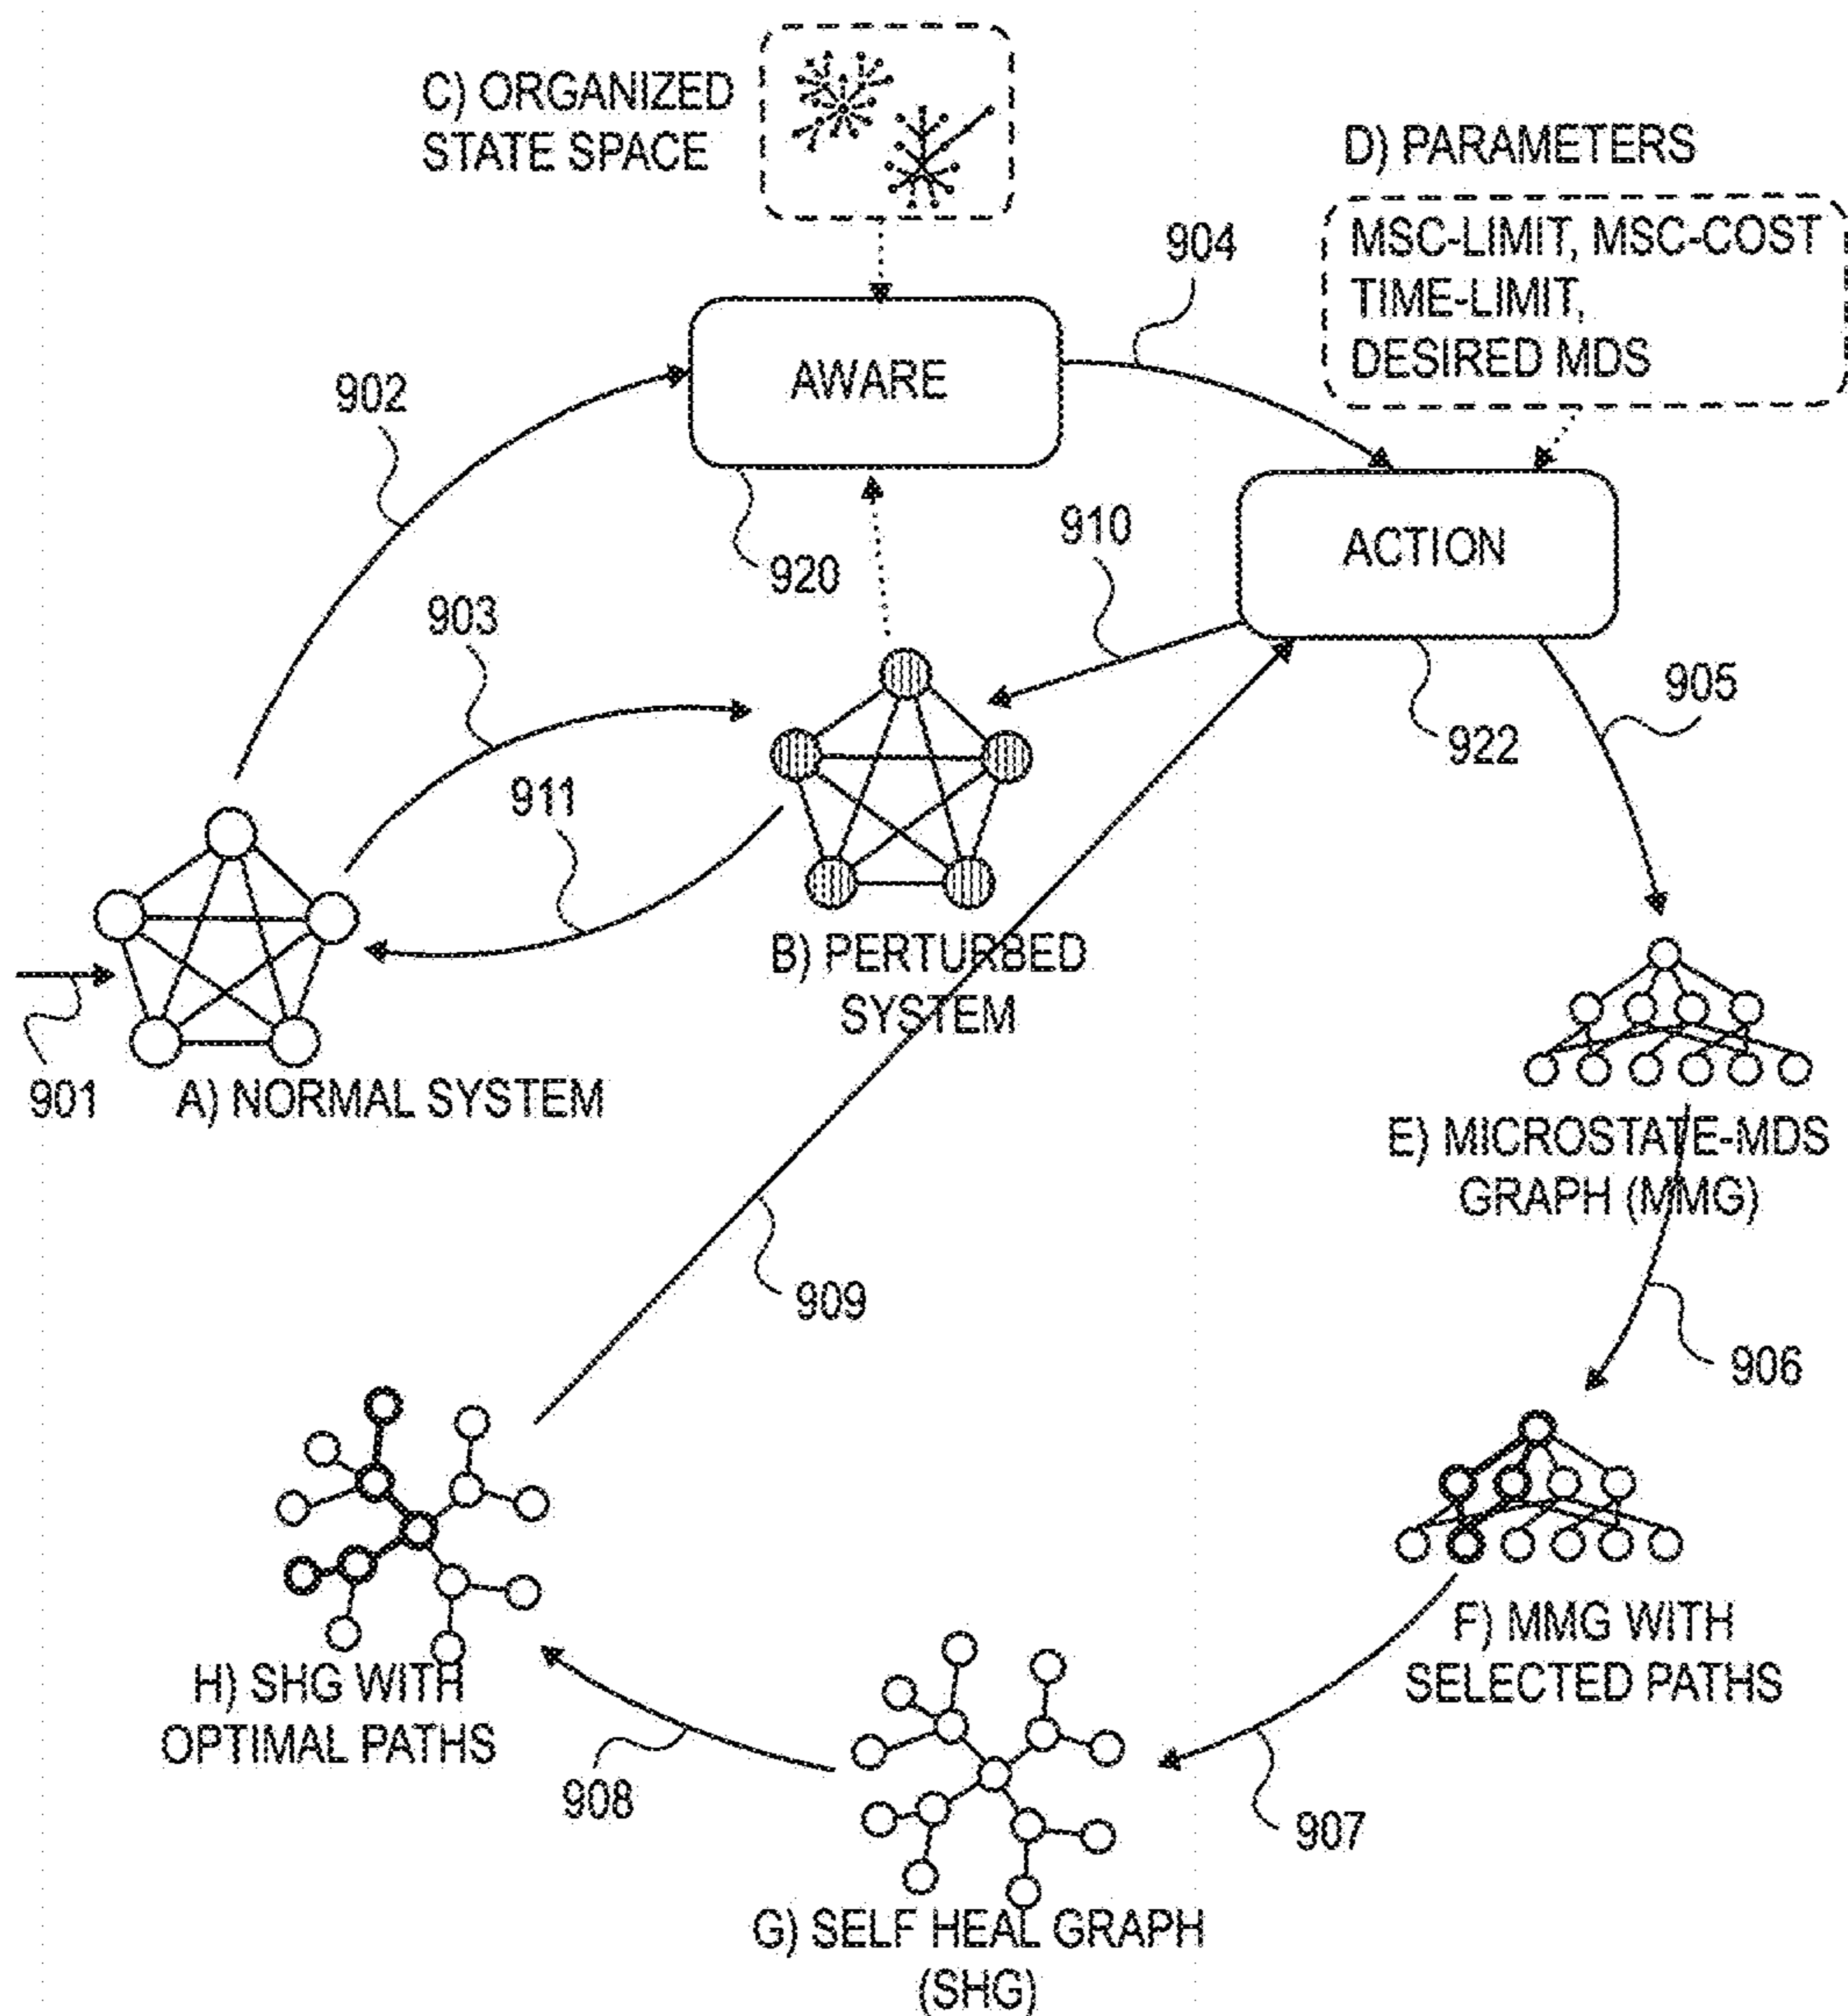 C) ORGANIZED
STATE SPACE
D) PARAMETERS
MSC-LIMIT, MSC-COST
TIME-LIMIT,
DESIRED MDS
904
AWARE
902
920
910
ACTION
903
905
922
911
B) PERTURBED
SYSTEM
901
A) NORMAL SYSTEM
E) MICROSTATE-MDS
GRAPH (MMG)
909
906
F) MMG WITH
SELECTED PATHS
H) SHG WITH
OPTIMAL PATHS
908
907
G) SELF HEAL GRAPH
(SHG)